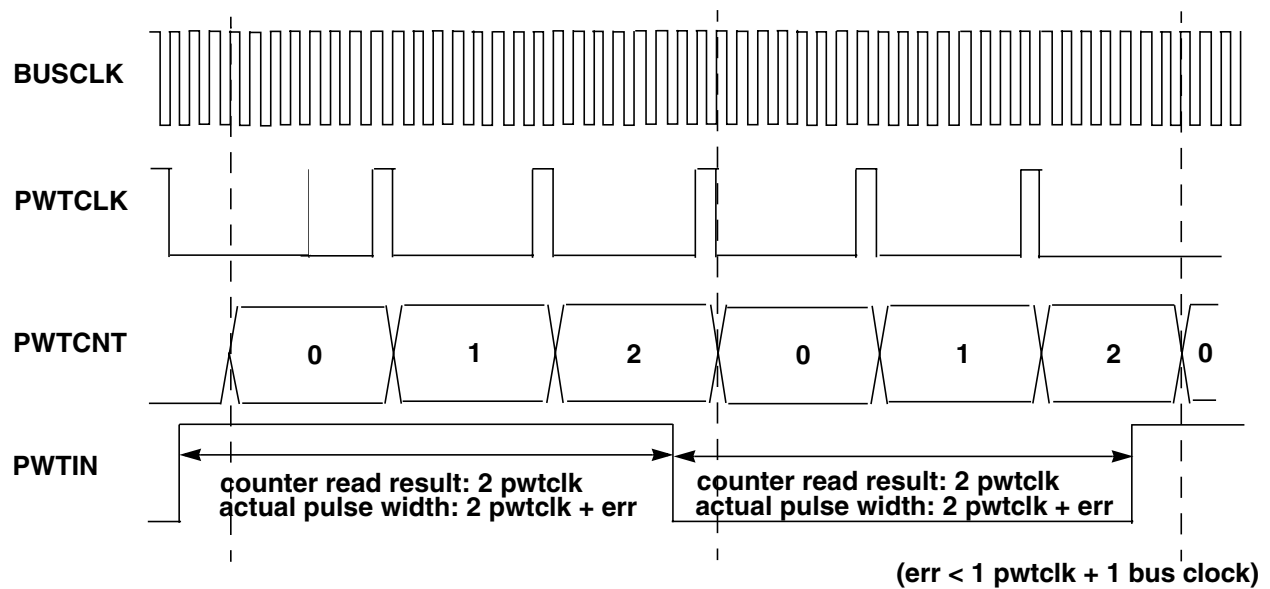 BUSCLK
PWTCLK
PWTCNT
0 1 2 0 1 2 0
PWTIN
counter read result: 2 pwtclk
actual pulse width: 2 pwtclk + err
counter read result: 2 pwtclk
actual pulse width: 2 pwtclk + err
(err < 1 pwtclk + 1 bus clock)